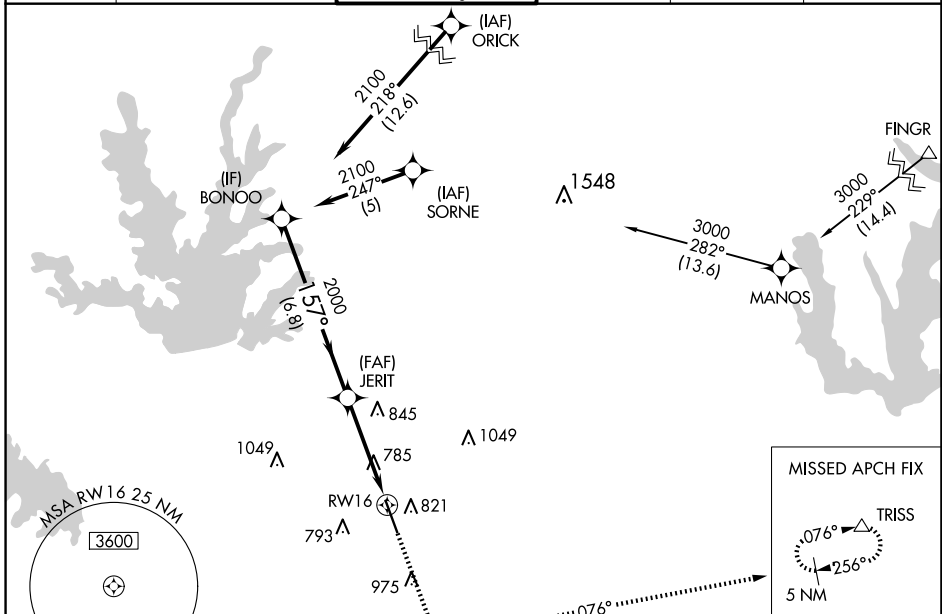 (IAF)
ORICK
2100
218°
(12.6)
FINGR
2100
247°
(5)
(IAF)
SORNE
(IF)
BONOO
1548
3000
229°
(14.4)
3000
282°
(13.6)
MANOS
2000
157°
(6.8)
(FAF)
JERIT
845
1049
1049
785
RW16
821
793
975
MSA RW16 25 NM
3600
MISSED APCH FIX
TRISS
076°
256°
5 NM
076°